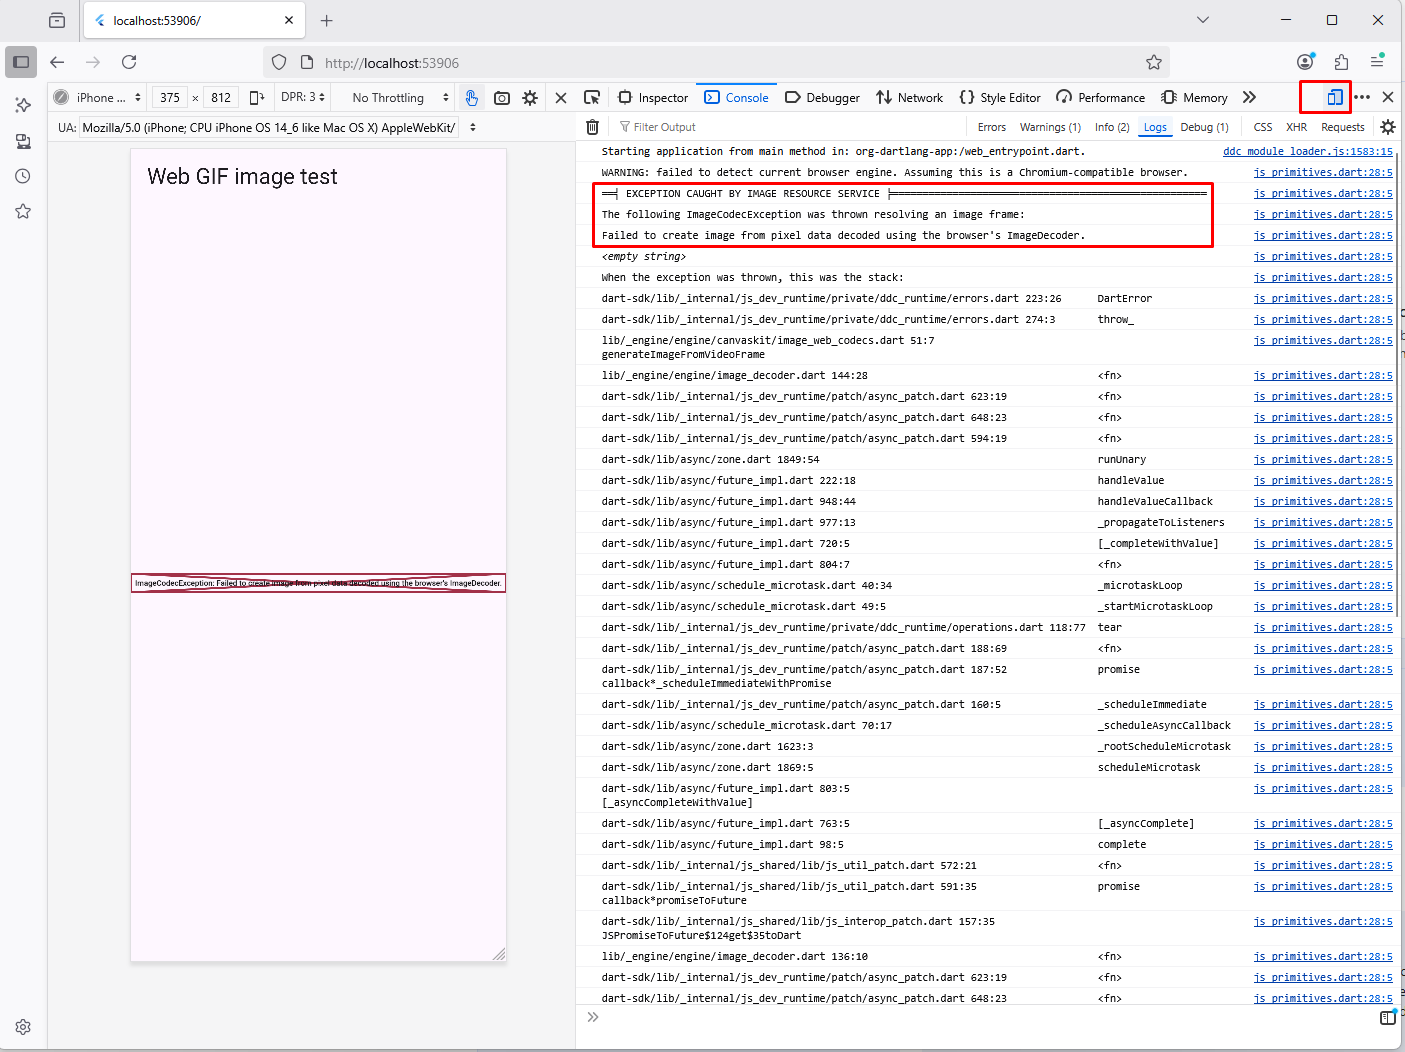 localhost:53906/
http://localhost:53906
iPhone ...
375 × 812
DPR: 3
No Throttling
Inspector
Console
Debugger
Network
Style Editor
Performance
Memory
UA: Mozilla/5.0 (iPhone; CPU iPhone OS 14_6 like Mac OS X) AppleWebKit/
Filter Output
Errors
Warnings (1)
Info (2)
Logs
Debug (1)
CSS
XHR
Requests
Web GIF image test
ImageCodecException: Failed to create image from pixel data decoded using the browser's ImageDecoder.
Starting application from main method in: org-dartlang-app:/web_entrypoint.dart. ddc_module_loader.js:1583:15
WARNING: failed to detect current browser engine. Assuming this is a Chromium-compatible browser. js_primitives.dart:28:5
══╡ EXCEPTION CAUGHT BY IMAGE RESOURCE SERVICE ╞════════════════════════════════════════════════════ js_primitives.dart:28:5
The following ImageCodecException was thrown resolving an image frame: js_primitives.dart:28:5
Failed to create image from pixel data decoded using the browser's ImageDecoder. js_primitives.dart:28:5
<empty string> js_primitives.dart:28:5
When the exception was thrown, this was the stack: js_primitives.dart:28:5
dart-sdk/lib/_internal/js_dev_runtime/private/ddc_runtime/errors.dart 223:26 DartError js_primitives.dart:28:5
dart-sdk/lib/_internal/js_dev_runtime/private/ddc_runtime/errors.dart 274:3 throw_ js_primitives.dart:28:5
lib/_engine/engine/canvaskit/image_web_codecs.dart 51:7 js_primitives.dart:28:5
generateImageFromVideoFrame
lib/_engine/engine/image_decoder.dart 144:28 <fn> js_primitives.dart:28:5
dart-sdk/lib/_internal/js_dev_runtime/patch/async_patch.dart 623:19 <fn> js_primitives.dart:28:5
dart-sdk/lib/_internal/js_dev_runtime/patch/async_patch.dart 648:23 <fn> js_primitives.dart:28:5
dart-sdk/lib/_internal/js_dev_runtime/patch/async_patch.dart 594:19 <fn> js_primitives.dart:28:5
dart-sdk/lib/async/zone.dart 1849:54 runUnary js_primitives.dart:28:5
dart-sdk/lib/async/future_impl.dart 222:18 handleValue js_primitives.dart:28:5
dart-sdk/lib/async/future_impl.dart 948:44 handleValueCallback js_primitives.dart:28:5
dart-sdk/lib/async/future_impl.dart 977:13 _propagateToListeners js_primitives.dart:28:5
dart-sdk/lib/async/future_impl.dart 720:5 [_completeWithValue] js_primitives.dart:28:5
dart-sdk/lib/async/future_impl.dart 804:7 <fn> js_primitives.dart:28:5
dart-sdk/lib/async/schedule_microtask.dart 40:34 _microtaskLoop js_primitives.dart:28:5
dart-sdk/lib/async/schedule_microtask.dart 49:5 _startMicrotaskLoop js_primitives.dart:28:5
dart-sdk/lib/_internal/js_dev_runtime/private/ddc_runtime/operations.dart 118:77 tear js_primitives.dart:28:5
dart-sdk/lib/_internal/js_dev_runtime/patch/async_patch.dart 188:69 <fn> js_primitives.dart:28:5
dart-sdk/lib/_internal/js_dev_runtime/patch/async_patch.dart 187:52 promise js_primitives.dart:28:5
callback*_scheduleImmediateWithPromise
dart-sdk/lib/_internal/js_dev_runtime/patch/async_patch.dart 160:5 _scheduleImmediate js_primitives.dart:28:5
dart-sdk/lib/async/schedule_microtask.dart 70:17 _scheduleAsyncCallback js_primitives.dart:28:5
dart-sdk/lib/async/zone.dart 1623:3 _rootScheduleMicrotask js_primitives.dart:28:5
dart-sdk/lib/async/zone.dart 1869:5 scheduleMicrotask js_primitives.dart:28:5
dart-sdk/lib/async/future_impl.dart 803:5 js_primitives.dart:28:5
[_asyncCompleteWithValue]
dart-sdk/lib/async/future_impl.dart 763:5 [_asyncComplete] js_primitives.dart:28:5
dart-sdk/lib/async/future_impl.dart 98:5 complete js_primitives.dart:28:5
dart-sdk/lib/_internal/js_shared/lib/js_util_patch.dart 572:21 <fn> js_primitives.dart:28:5
dart-sdk/lib/_internal/js_shared/lib/js_util_patch.dart 591:35 promise js_primitives.dart:28:5
callback*promiseToFuture
dart-sdk/lib/_internal/js_shared/lib/js_interop_patch.dart 157:35 js_primitives.dart:28:5
JSPromiseToFuture$124get$35toDart
lib/_engine/engine/image_decoder.dart 136:10 <fn> js_primitives.dart:28:5
dart-sdk/lib/_internal/js_dev_runtime/patch/async_patch.dart 623:19 <fn> js_primitives.dart:28:5
dart-sdk/lib/_internal/js_dev_runtime/patch/async_patch.dart 648:23 <fn> js_primitives.dart:28:5